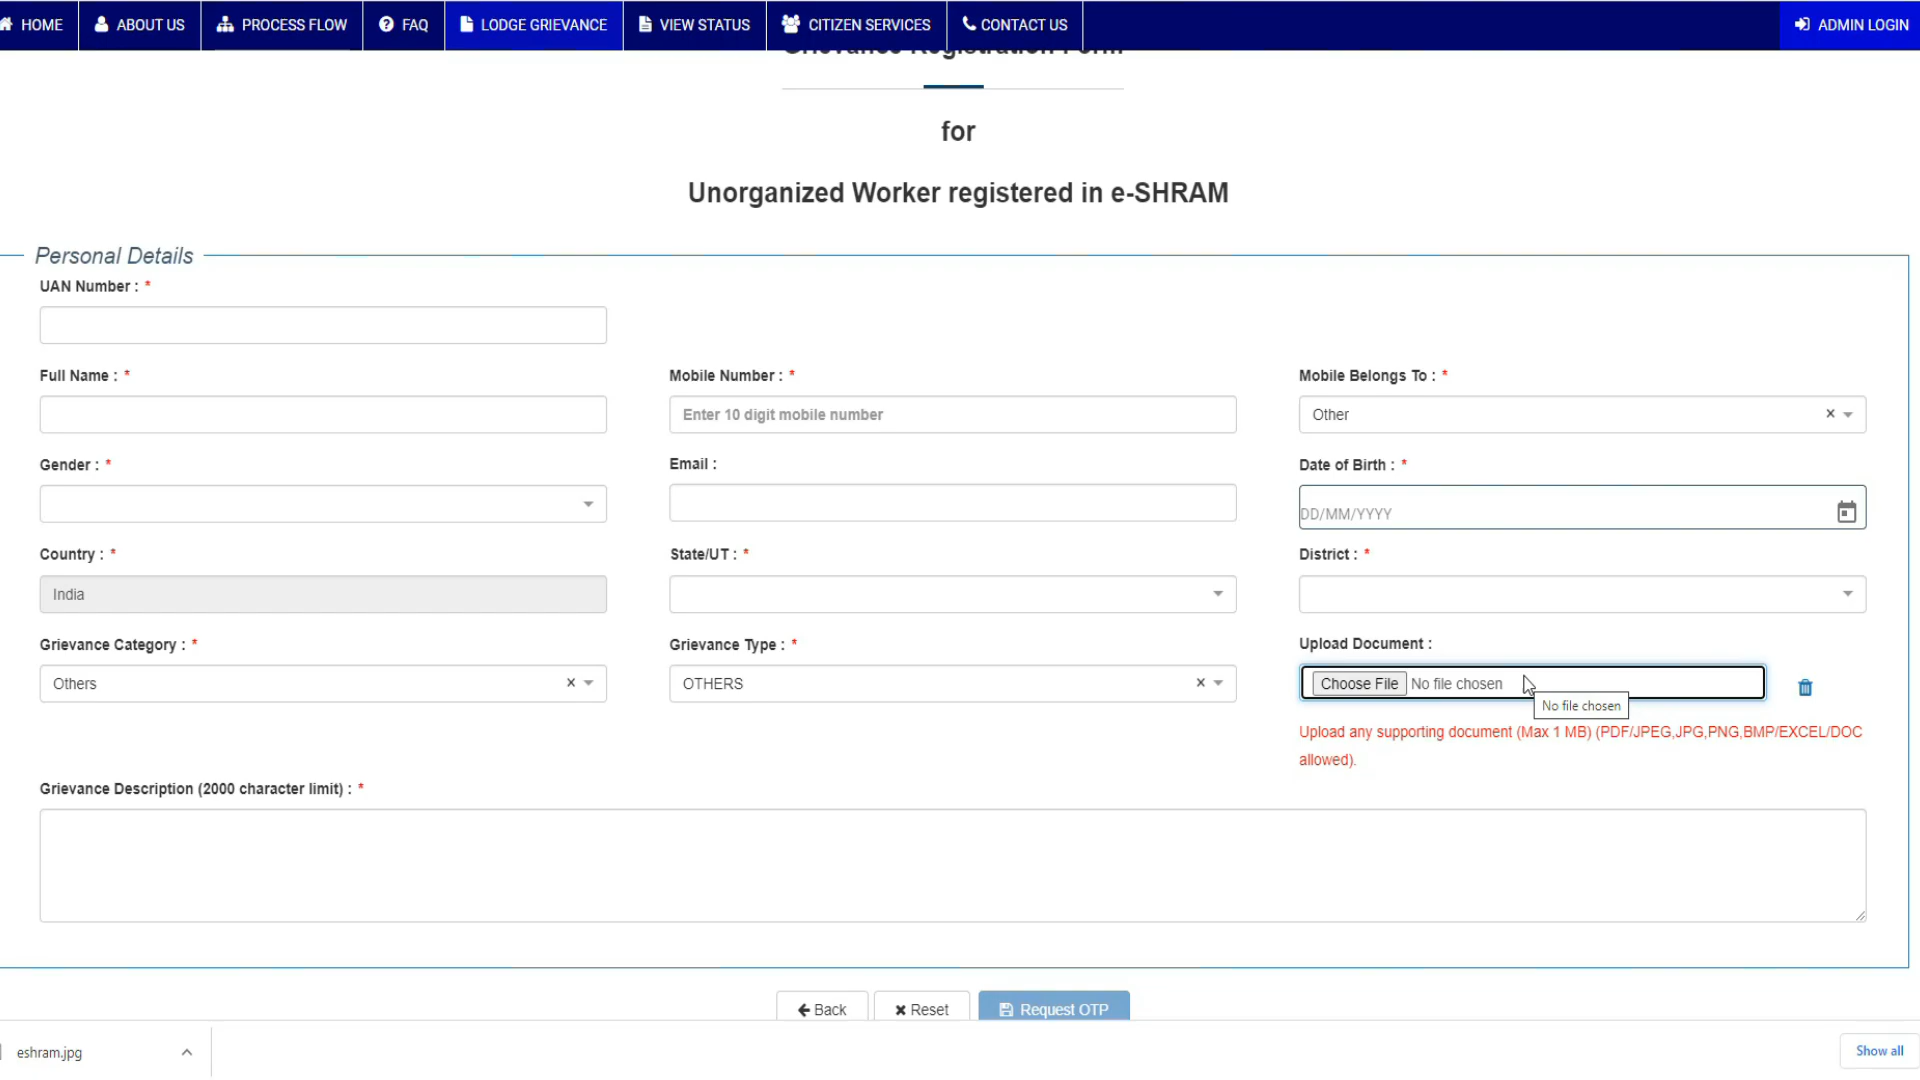 HOME ABOUT US PROCESS FLOW FAQ LODGE GRIEVANCE VIEW STATUS CITIZEN SERVICES CONTACT US ADMIN LOGIN
Grievance Registration Form
for
Unorganized Worker registered in e-SHRAM
Personal Details
UAN Number : *
Full Name : * Mobile Number : * Mobile Belongs To : *
Enter 10 digit mobile number Other ×
Gender : * Email : Date of Birth : *
DD/MM/YYYY
Country : * State/UT : * District : *
India
Grievance Category : * Grievance Type : * Upload Document :
Others × OTHERS × Choose File No file chosen
No file chosen
Upload any supporting document (Max 1 MB) (PDF/JPEG,JPG,PNG,BMP/EXCEL/DOC
allowed).
Grievance Description (2000 character limit) : *
Back Reset Request OTP
eshram.jpg Show all